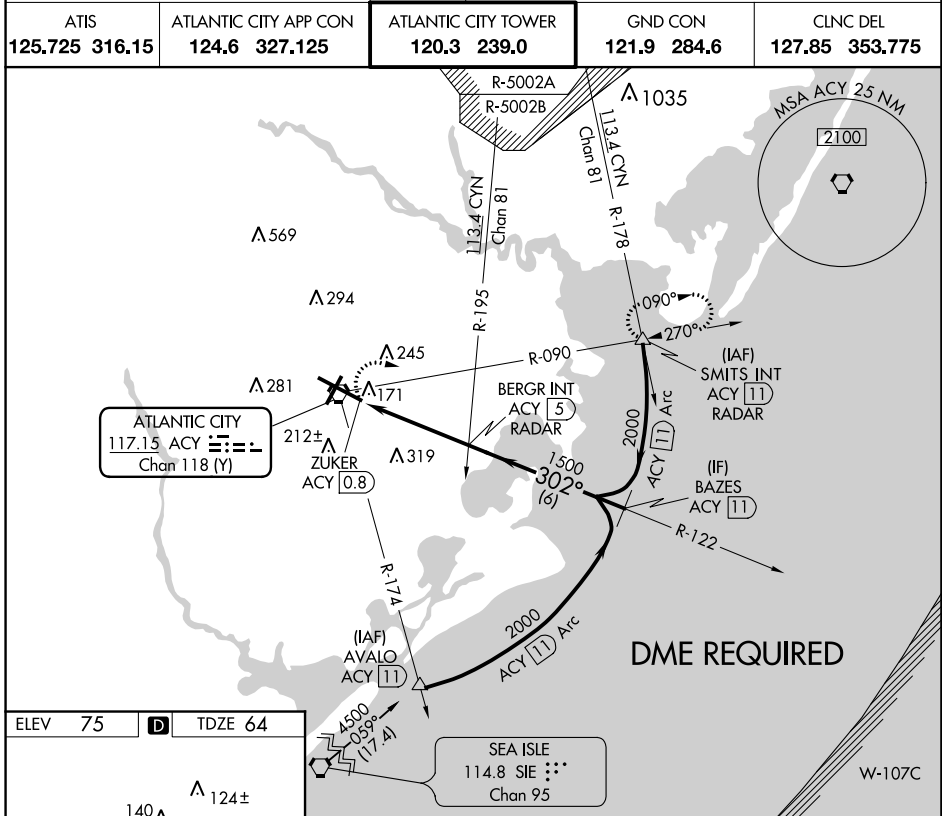 ATIS
125.725 316.15
ATLANTIC CITY APP CON
124.6 327.125
ATLANTIC CITY TOWER
120.3 239.0
GND CON
121.9 284.6
CLNC DEL
127.85 353.775
R-5002A
R-5002B
1035
MSA ACY 25 NM
2100
113.4 CYN
Chan 81
R-195
113.4 CYN
Chan 81
R-178
569
294
245
281
171
212±
319
090°
270°
R-090
(IAF)
SMITS INT
ACY 11
RADAR
BERGR INT
ACY 5
RADAR
ATLANTIC CITY
117.15 ACY
Chan 118 (Y)
ZUKER
ACY 0.8
1500
302°
(6)
2000
ACY 11 Arc
(IF)
BAZES
ACY 11
R-122
R-174
(IAF)
AVALO
ACY 11
2000
ACY 11 Arc
DME REQUIRED
4500
059°
(17.4)
SEA ISLE
114.8 SIE
Chan 95
W-107C
ELEV 75 D TDZE 64
124±
140